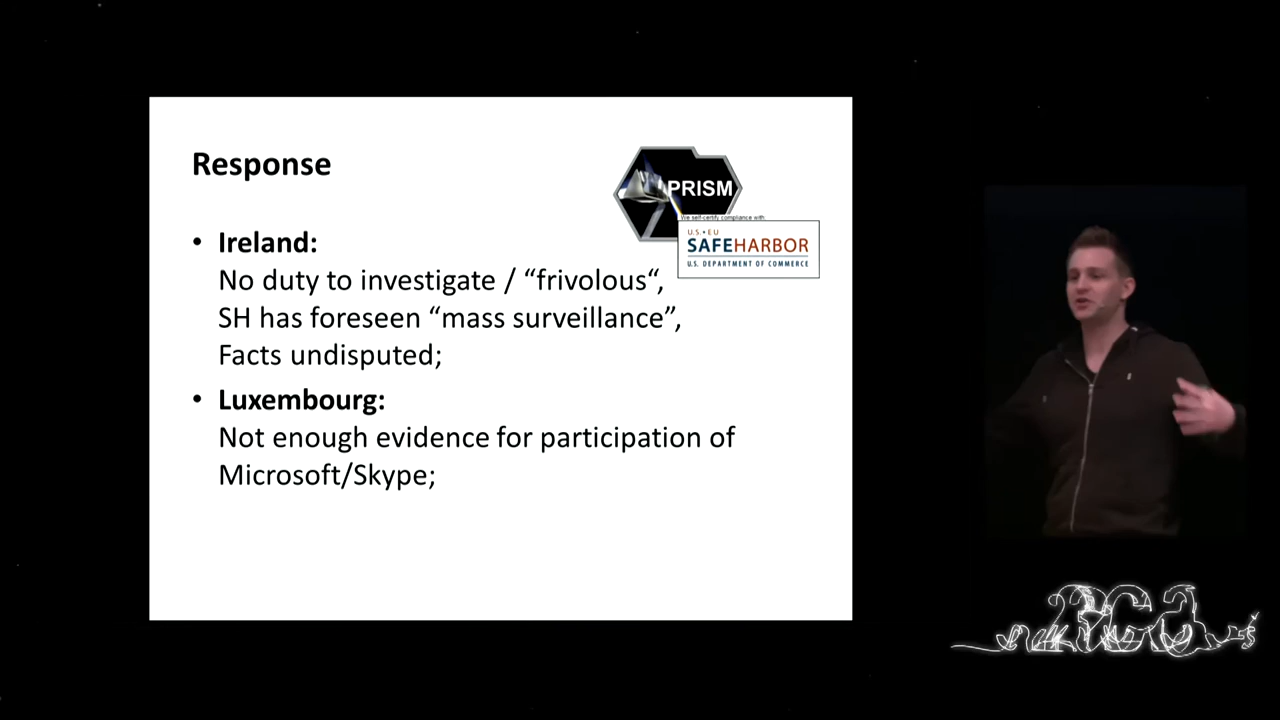 Response
PRISM
We self-certify compliance with:
U.S.•EU
SAFEHARBOR
U.S. DEPARTMENT OF COMMERCE
• Ireland:
No duty to investigate / “frivolous“,
SH has foreseen “mass surveillance”,
Facts undisputed;
• Luxembourg:
Not enough evidence for participation of
Microsoft/Skype;